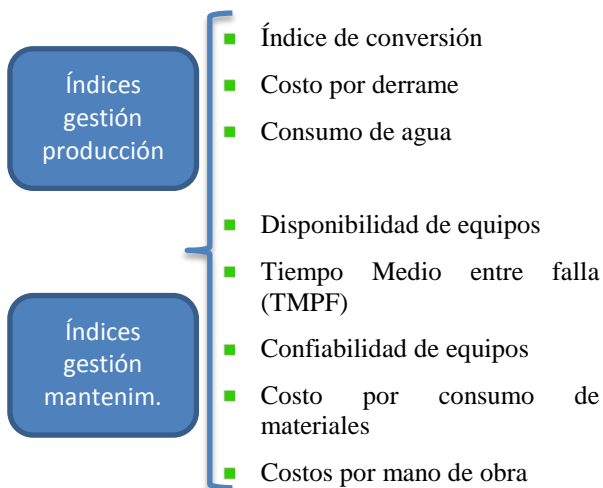 Índices
gestión
producción
Índice de conversión
Costo por derrame
Consumo de agua
Índices
gestión
mantenim.
Disponibilidad de equipos
Tiempo Medio entre falla
(TMPF)
Confiabilidad de equipos
Costo por consumo de
materiales
Costos por mano de obra